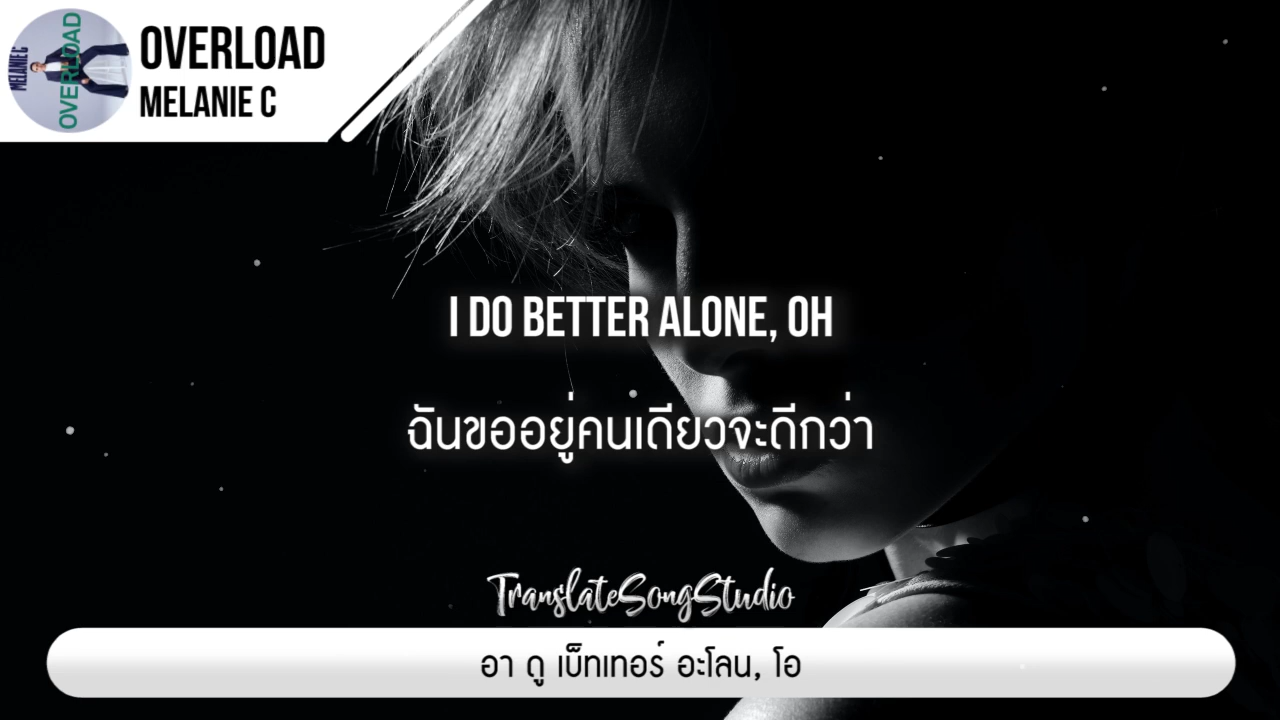 MELANIE C
OVERLOAD
OVERLOAD
MELANIE C
I DO BETTER ALONE, OH
ฉันขออยู่คนเดียวจะดีกว่า
TranslateSongStudio
อา ดู เบ็ทเทอร์ อะโลน, โอ